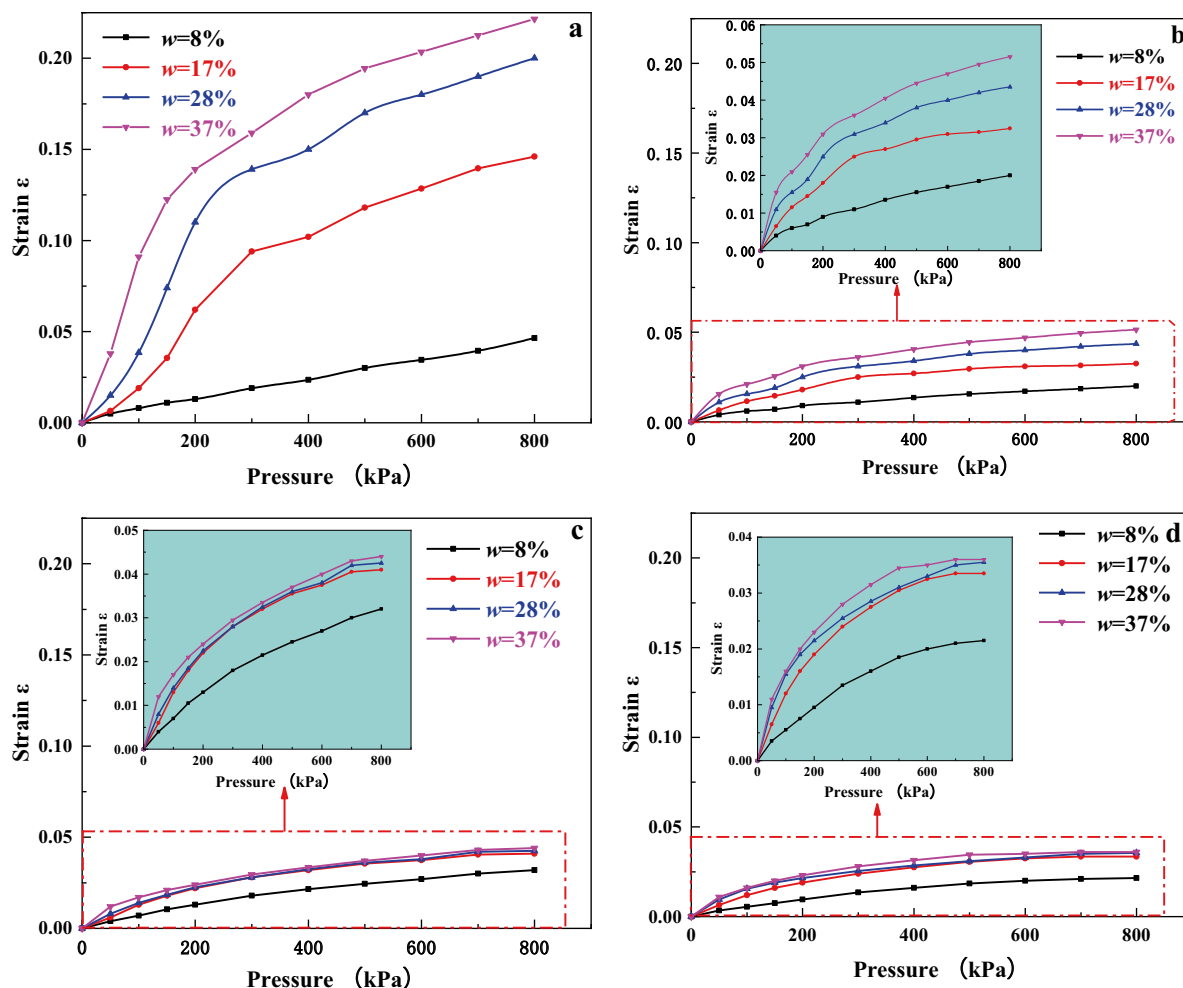 a
w=8%
w=17%
w=28%
w=37%
0.20
0.15
0.10
0.05
0.00
Strain ε
0
200
400
600
800
Pressure （kPa）
b
w=8%
w=17%
w=28%
w=37%
0.20
0.15
0.10
0.05
0.00
Strain ε
0
200
400
600
800
Pressure （kPa）
0.06
0.05
0.04
0.03
0.02
0.01
0.00
Strain ε
0
200
400
600
800
Pressure （kPa）
c
w=8%
w=17%
w=28%
w=37%
0.20
0.15
0.10
0.05
0.00
Strain ε
0
200
400
600
800
Pressure （kPa）
0.05
0.04
0.03
0.02
0.01
0.00
Strain ε
0
200
400
600
800
Pressure （kPa）
d
w=8%
w=17%
w=28%
w=37%
0.20
0.15
0.10
0.05
0.00
Strain ε
0
200
400
600
800
Pressure （kPa）
0.04
0.03
0.02
0.01
0.00
Strain ε
0
200
400
600
800
Pressure （kPa）